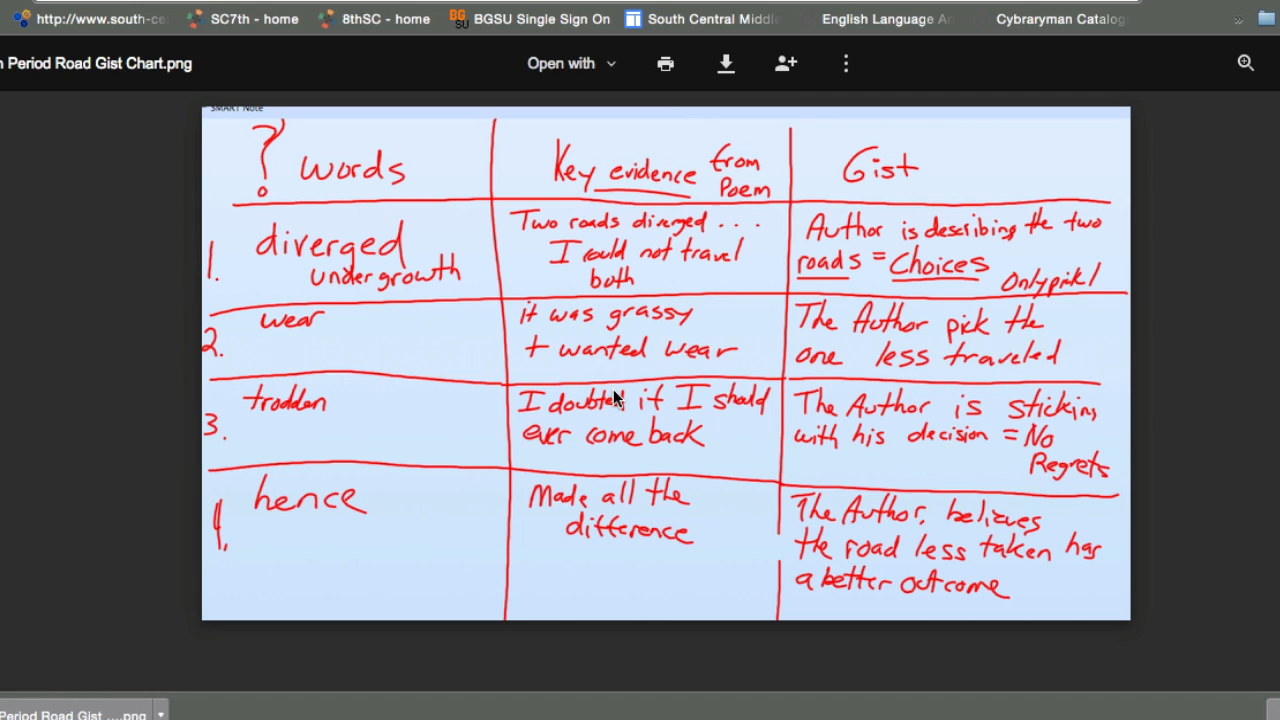 http://www.south-ce
SC7th - home
8thSC - home
BGSU Single Sign On
South Central Middle
English Language Ar
Cybraryman Catalog
»
Period Road Gist Chart.png
Open with
SMART Note
? words
Key evidence from Poem
Gist
1. diverged
undergrowth
Two roads diverged ....
I could not travel
both
Author is describing the two
roads = Choices
Only pick 1
2. wear
it was grassy
+ wanted wear
The Author pick the
one less traveled
3. trodden
I doubted if I should
ever come back
The Author is sticking
with his decision = No
Regrets
4. hence
Made all the
difference
The Author, believes
the road less taken has
a better outcome
Period Road Gist ....png